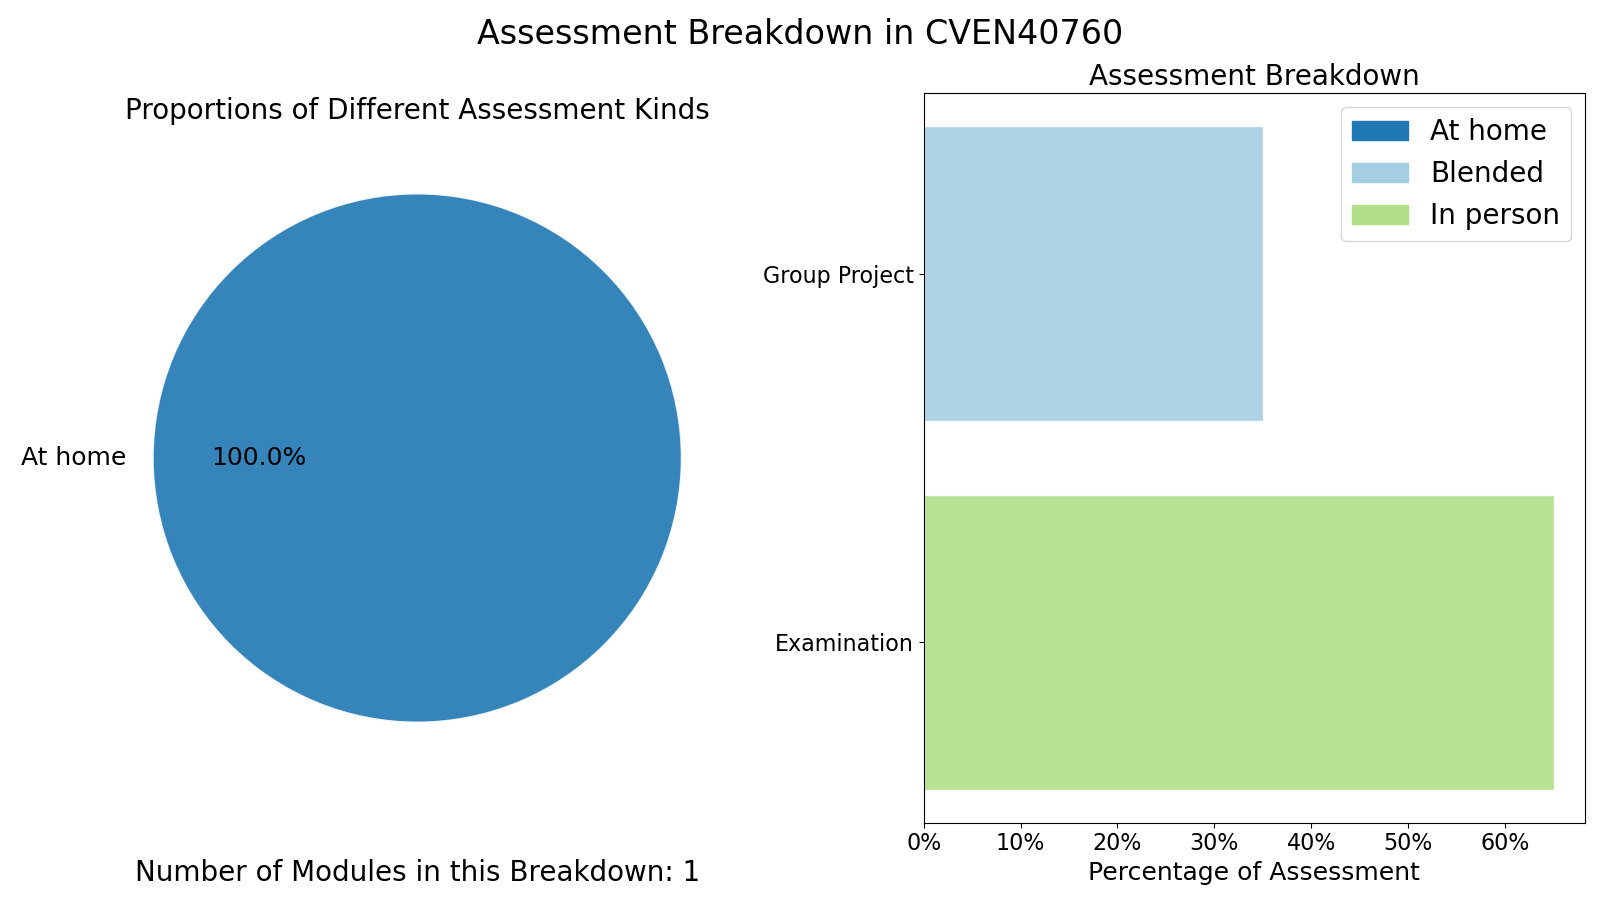 Assessment Breakdown in CVEN40760
Proportions of Different Assessment Kinds
At home
100.0%
Number of Modules in this Breakdown: 1
Assessment Breakdown
At home
Blended
In person
Group Project
Examination
0% 10% 20% 30% 40% 50% 60%
Percentage of Assessment